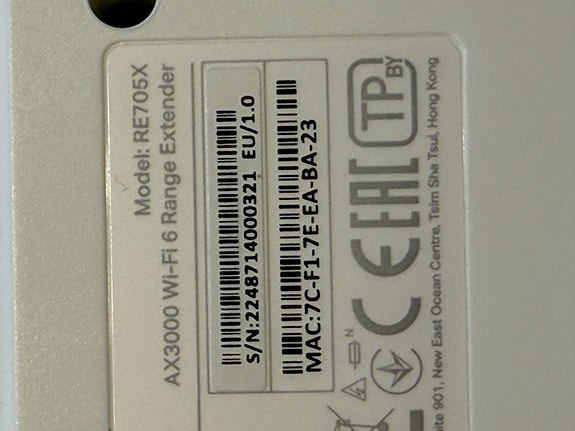 Model: RE705X
AX3000 Wi-Fi 6 Range Extender
S/N:2248714000321 EU/1.0
MAC:7C-F1-7E-EA-BA-23
CE EAC TP BY
N
901, New East Ocean Centre, Tsim Sha Tsui, Hong Kong